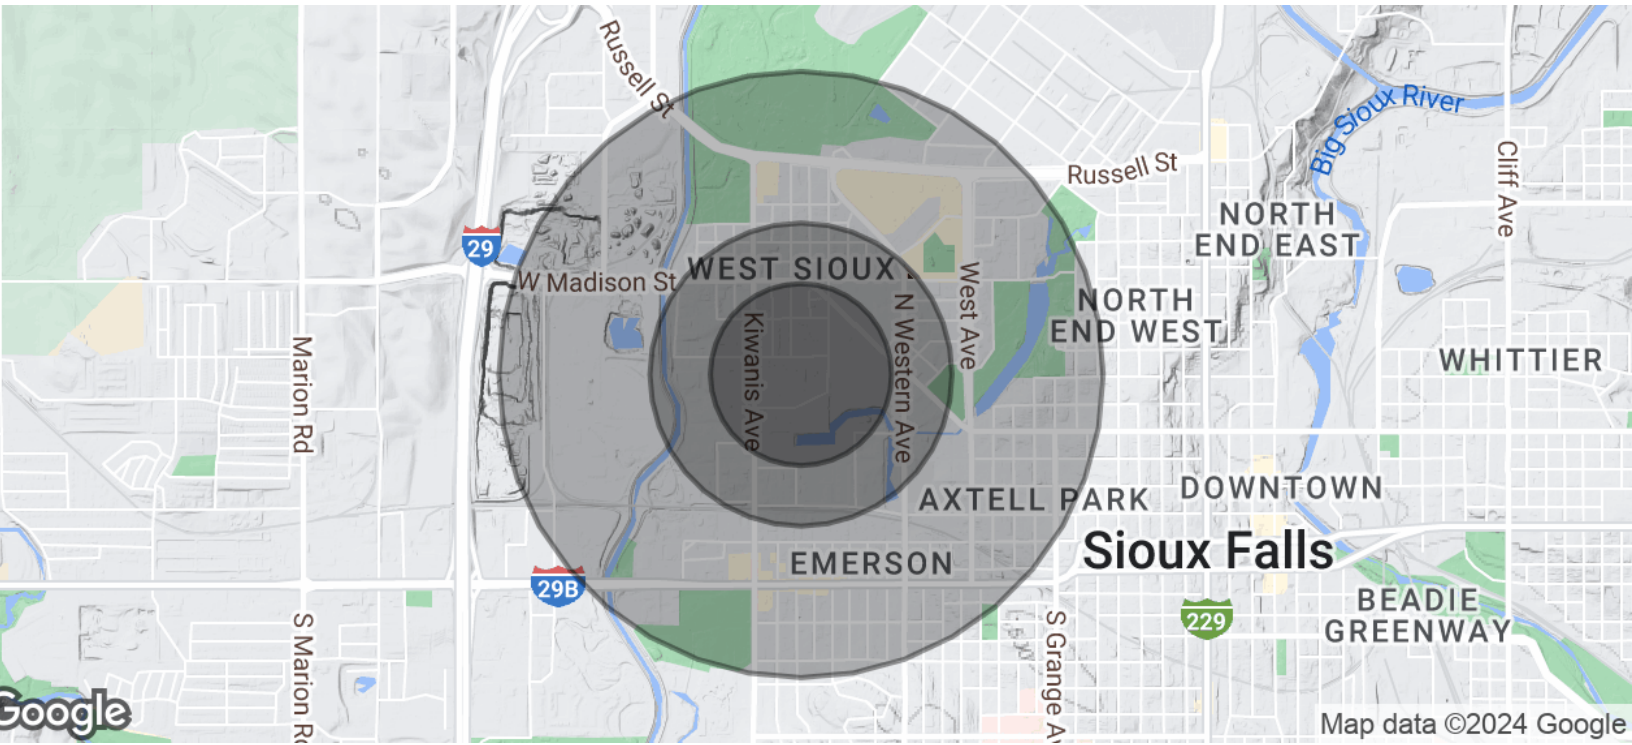 Russell St
Big Sioux River
Cliff Ave
Russell St
NORTH
END EAST
29
W Madison St
WEST SIOUX
West Ave
N Western Ave
Kiwanis Ave
NORTH
END WEST
Marion Rd
WHITTIER
AXTELL PARK
DOWNTOWN
EMERSON
Sioux Falls
29B
229
BEADIE
GREENWAY
S Marion Rd
S Grange Av
Google
Map data ©2024 Google